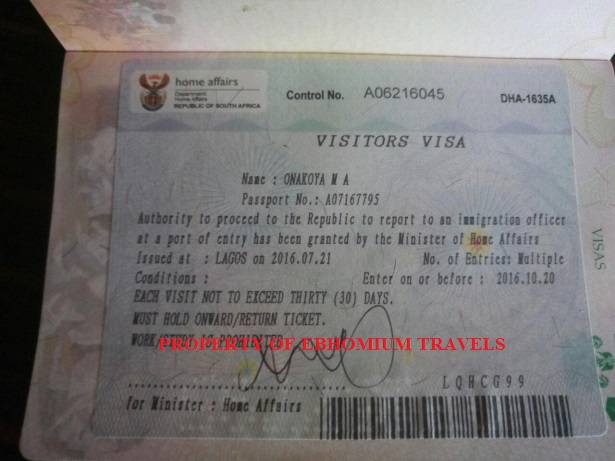 home affairs
Department:
Home Affairs
REPUBLIC OF SOUTH AFRICA
Control No. A06216045
DHA-1635A
VISITORS VISA
Name : ONAKOYA M A
Passport No.: A07167795
Authority to proceed to the Republic to report to an immigration officer
at a port of entry has been granted by the Minister of Home Affairs
Issued at : LAGOS on 2016.07.21 No. of Entries: Multiple
Conditions : Enter on or before : 2016.10.20
EACH VISIT NOT TO EXCEED THIRTY (30) DAYS.
MUST HOLD ONWARD/RETURN TICKET.
WORK/STUDY IS PROHIBITED
PROPERTY OF EBHOMIUM TRAVELS
LQHCG99
for Minister : Home Affairs
VISAS